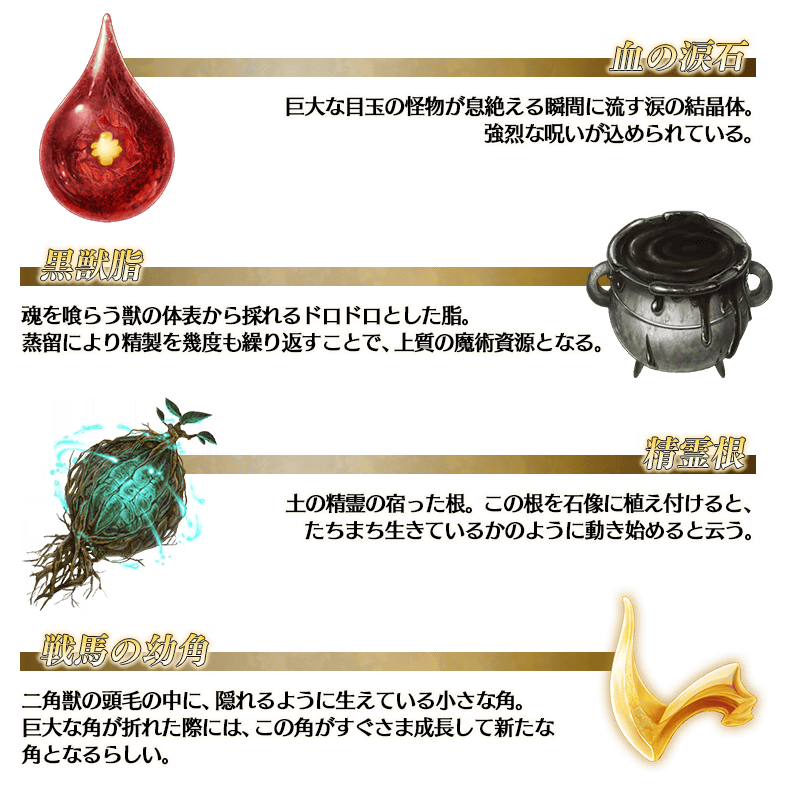 血の涙石
巨大な目玉の怪物が息絶える瞬間に流す涙の結晶体。
強烈な呪いが込められている。
黒獣脂
魂を喰らう獣の体表から採れるドロドロとした脂。
蒸留により精製を幾度も繰り返すことで、上質の魔術資源となる。
精霊根
土の精霊の宿った根。この根を石像に植え付けると、
たちまち生きているかのように動き始めると云う。
戦馬の幼角
二角獣の頭毛の中に、隠れるように生えている小さな角。
巨大な角が折れた際には、この角がすぐさま成長して新たな
角となるらしい。